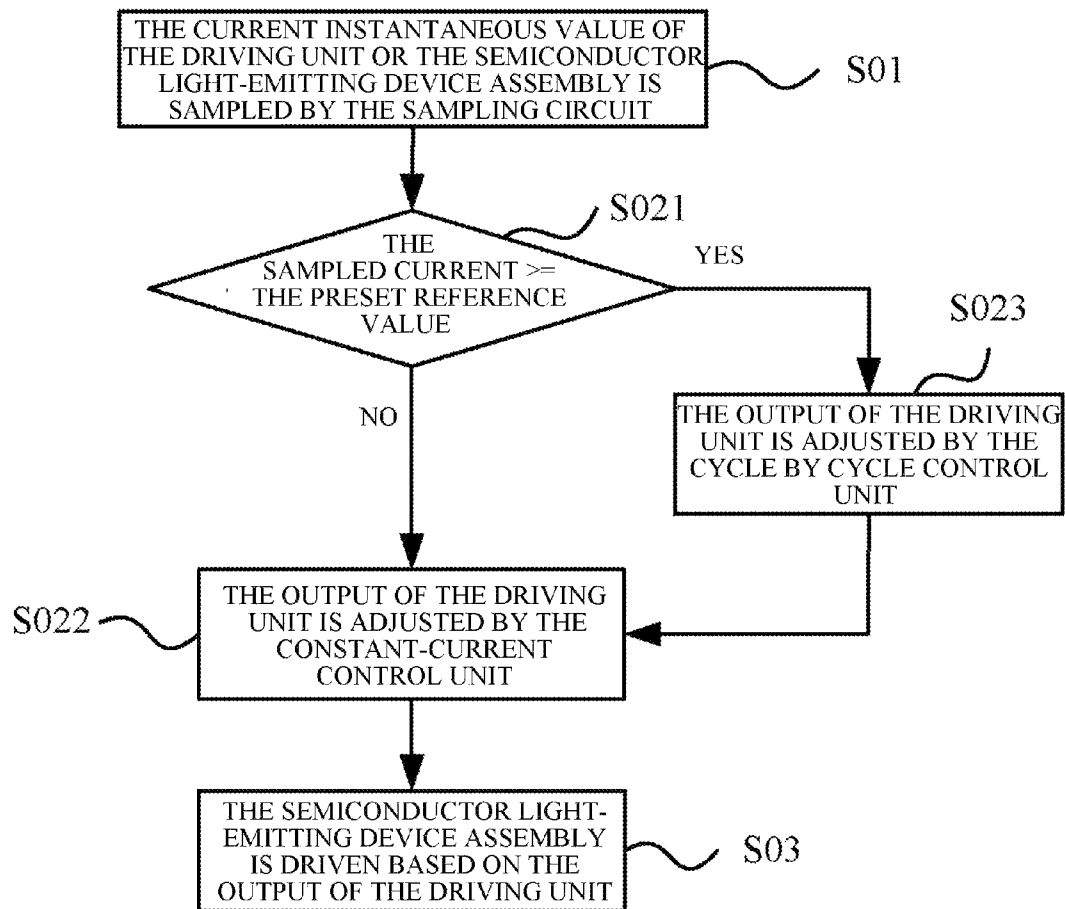 THE CURRENT INSTANTANEOUS VALUE OF
THE DRIVING UNIT OR THE SEMICONDUCTOR
LIGHT-EMITTING DEVICE ASSEMBLY IS
SAMPLED BY THE SAMPLING CIRCUIT
S01
THE
SAMPLED CURRENT >=
THE PRESET REFERENCE
VALUE
S021
YES
NO
S023
THE OUTPUT OF THE DRIVING
UNIT IS ADJUSTED BY THE
CYCLE BY CYCLE CONTROL
UNIT
S022
THE OUTPUT OF THE DRIVING
UNIT IS ADJUSTED BY THE
CONSTANT-CURRENT
CONTROL UNIT
THE SEMICONDUCTOR LIGHT-
EMITTING DEVICE ASSEMBLY
IS DRIVEN BASED ON THE
OUTPUT OF THE DRIVING UNIT
S03